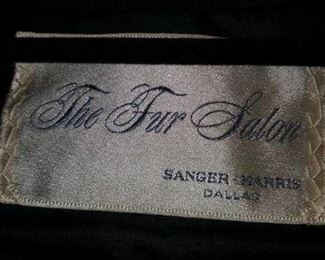 The Fur Salon
SANGER-HARRIS
DALLAS